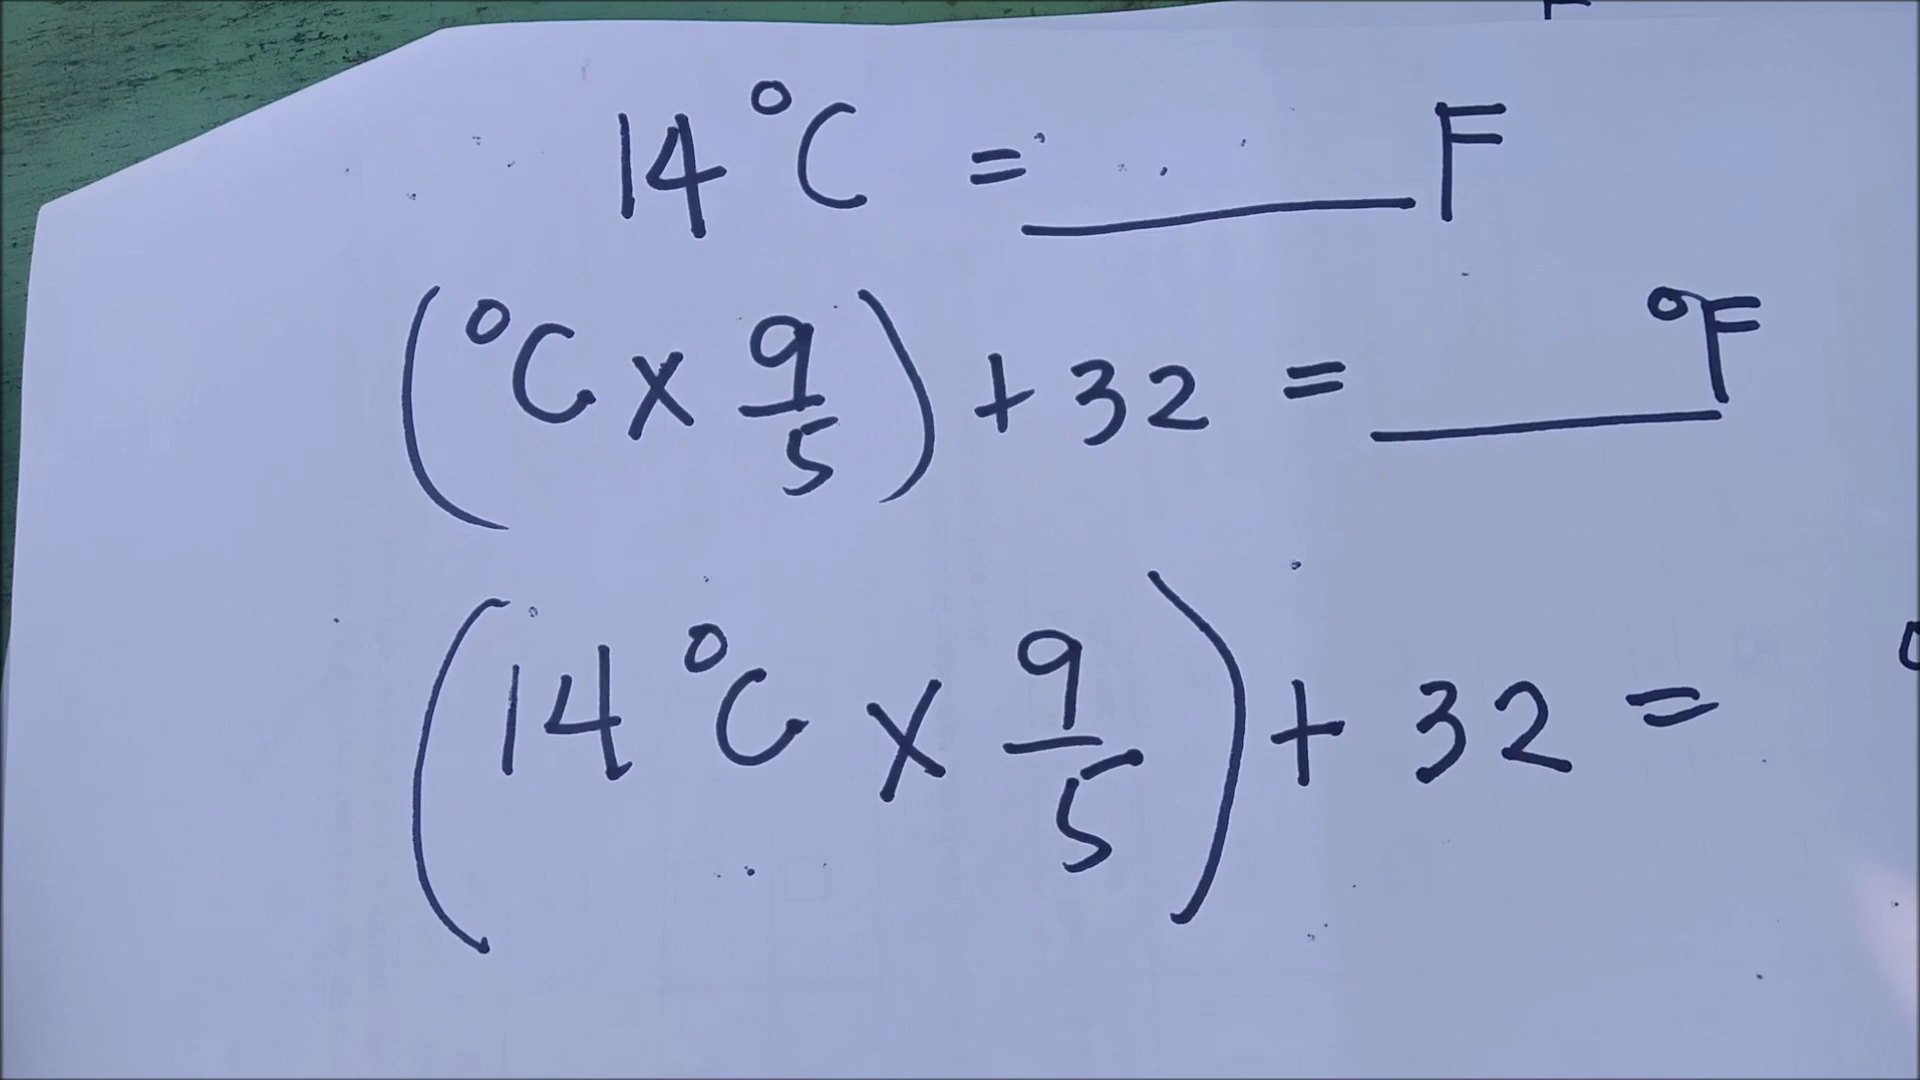 14 °C = ______ F
(°C x 9/5) + 32 = ______ °F
(14 °C x 9/5) + 32 =